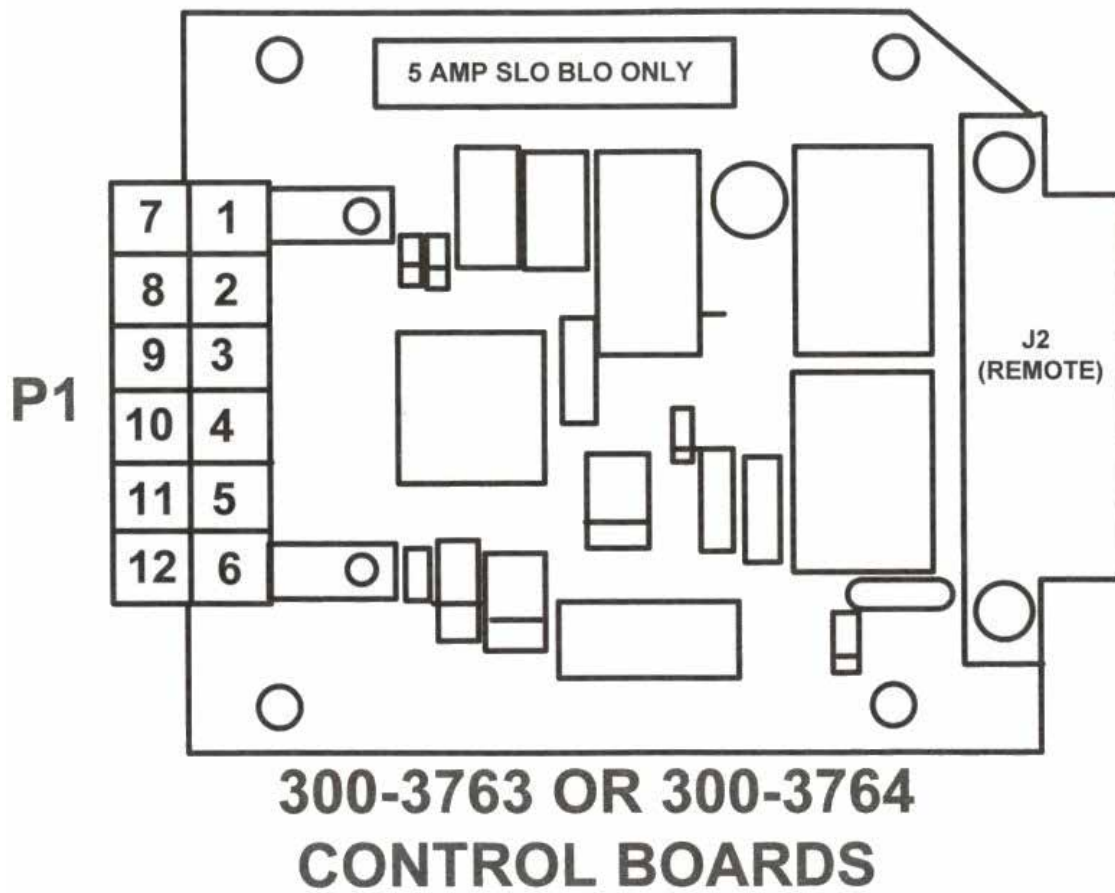 5 AMP SLO BLO ONLY
7 1
8 2
9 3
10 4
11 5
12 6
P1
J2
(REMOTE)
300-3763 OR 300-3764
CONTROL BOARDS